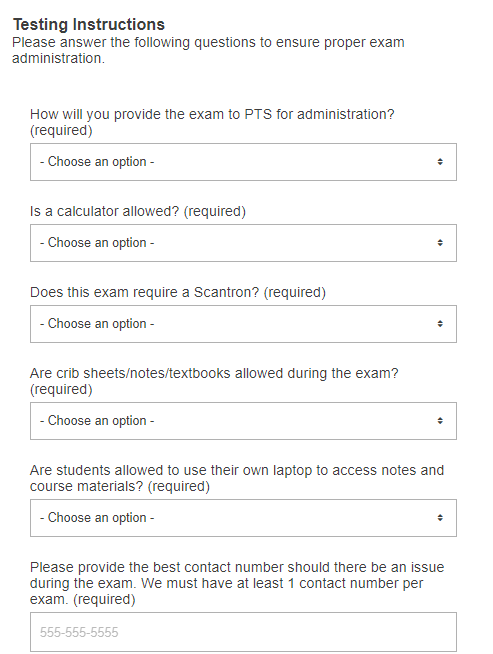 Testing Instructions
Please answer the following questions to ensure proper exam
administration.
How will you provide the exam to PTS for administration?
(required)
- Choose an option -
Is a calculator allowed? (required)
- Choose an option -
Does this exam require a Scantron? (required)
- Choose an option -
Are crib sheets/notes/textbooks allowed during the exam?
(required)
- Choose an option -
Are students allowed to use their own laptop to access notes and
course materials? (required)
- Choose an option -
Please provide the best contact number should there be an issue
during the exam. We must have at least 1 contact number per
exam. (required)
555-555-5555